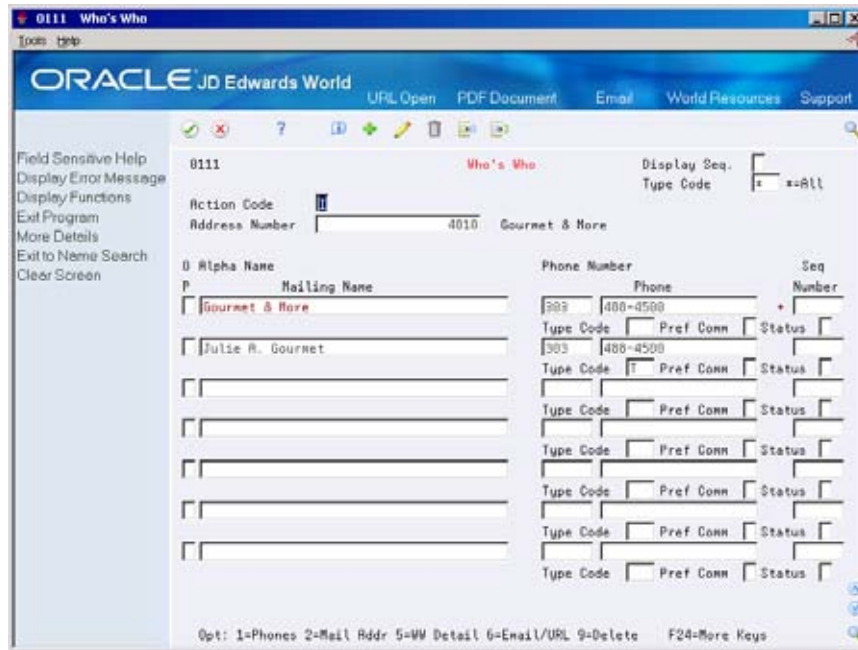 0111 Who's Who
Tools Help
ORACLE JD Edwards World
URL Open PDF Document Email World Resources Support
Field Sensitive Help
Display Error Message
Display Functions
Exit Program
More Details
Exit to Name Search
Clear Screen
0111 Who's Who Display Seq.
Type Code * *=All
Action Code I
Address Number 4010 Gourmet & More
O Alpha Name Phone Number Seq
P Mailing Name Phone Number
Gourmet & More 303 488-4500 +
Type Code Pref Comm Status
Julie A. Gourmet 303 488-4500
Type Code T Pref Comm Status
Type Code Pref Comm Status
Type Code Pref Comm Status
Type Code Pref Comm Status
Type Code Pref Comm Status
Type Code Pref Comm Status
Opt: 1=Phones 2=Mail Addr 5=WW Detail 6=Email/URL 9=Delete F24=More Keys